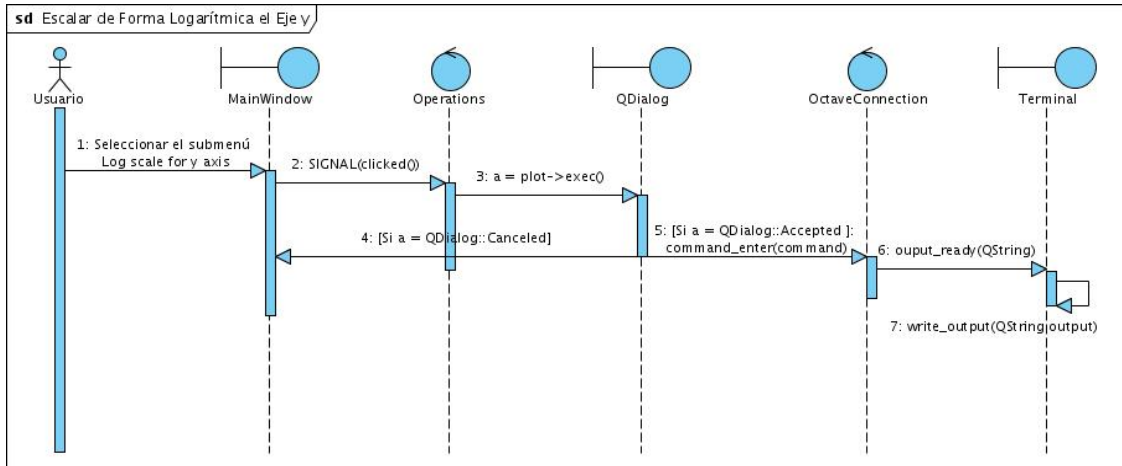 sd Escalar de Forma Logarítmica el Eje y
Usuario
MainWindow
Operations
QDialog
OctaveConnection
Terminal
1: Seleccionar el submenú
Log scale for y axis
2: SIGNAL(clicked())
3: a = plot->exec()
4: [Si a = QDialog::Canceled]
5: [Si a = QDialog::Accepted ]:
command_enter(command)
6: ouput_ready(QString)
7: write_output(QString output)